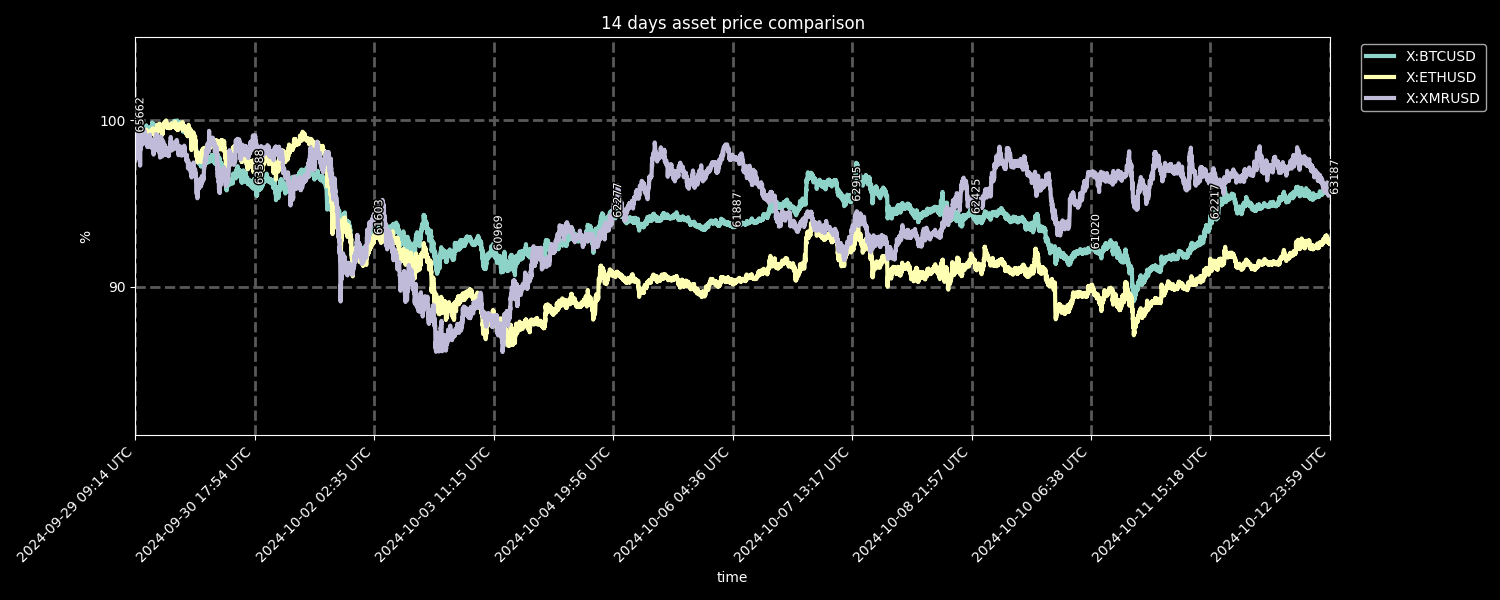 14 days asset price comparison
X:BTCUSD
X:ETHUSD
X:XMRUSD
100
90
%
65662
63588
61603
60969
61887
62915
62425
61020
62217
63187
2024-09-29 09:14 UTC
2024-09-30 17:54 UTC
2024-10-02 02:35 UTC
2024-10-03 11:15 UTC
2024-10-04 19:56 UTC
2024-10-06 04:36 UTC
2024-10-07 13:17 UTC
2024-10-08 21:57 UTC
2024-10-10 06:38 UTC
2024-10-11 15:18 UTC
2024-10-12 23:59 UTC
time